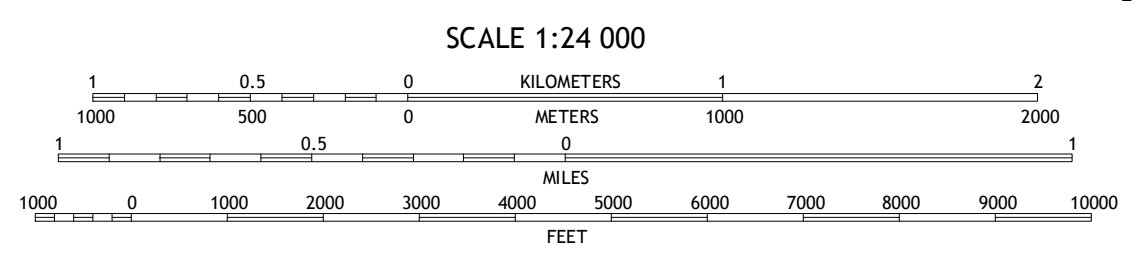 SCALE 1:24 000
1 0.5 0 KILOMETERS 1 2
1000 500 0 METERS 1000 2000
1 0.5 0 1
MILES
1000 0 1000 2000 3000 4000 5000 6000 7000 8000 9000 10000
FEET